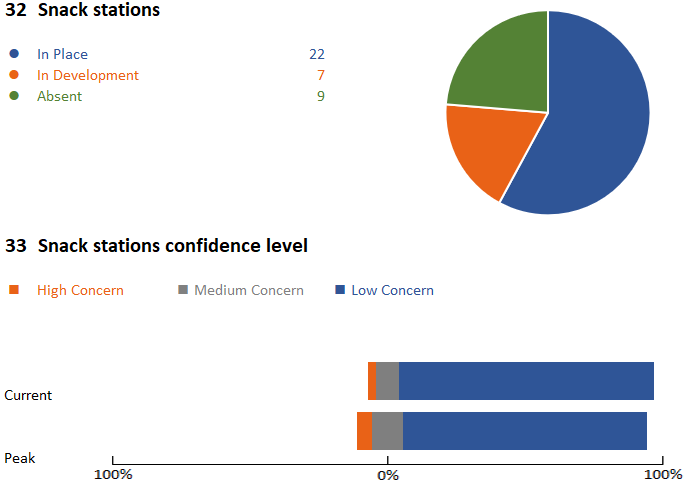 32 Snack stations
In Place 22
In Development 7
Absent 9
33 Snack stations confidence level
High Concern Medium Concern Low Concern
Current
Peak
100% 0% 100%